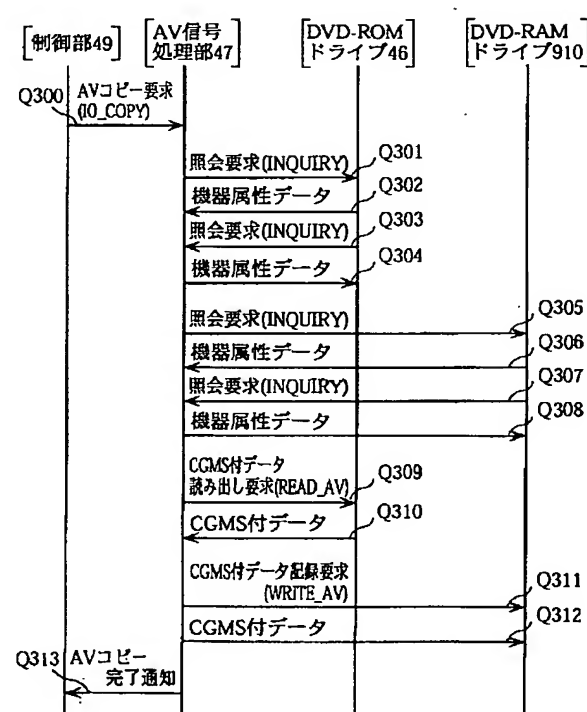 制御部49
AV信号
処理部47
DVD-ROM
ドライブ46
DVD-RAM
ドライブ910
Q300
AVコピー要求
(IO_COPY)
照会要求(INQUIRY)
Q301
機器属性データ
Q302
照会要求(INQUIRY)
Q303
機器属性データ
Q304
照会要求(INQUIRY)
Q305
機器属性データ
Q306
照会要求(INQUIRY)
Q307
機器属性データ
Q308
CGMS付データ
読み出し要求(READ_AV)
Q309
CGMS付データ
Q310
CGMS付データ記録要求
(WRITE_AV)
Q311
CGMS付データ
Q312
Q313
AVコピー
完了通知